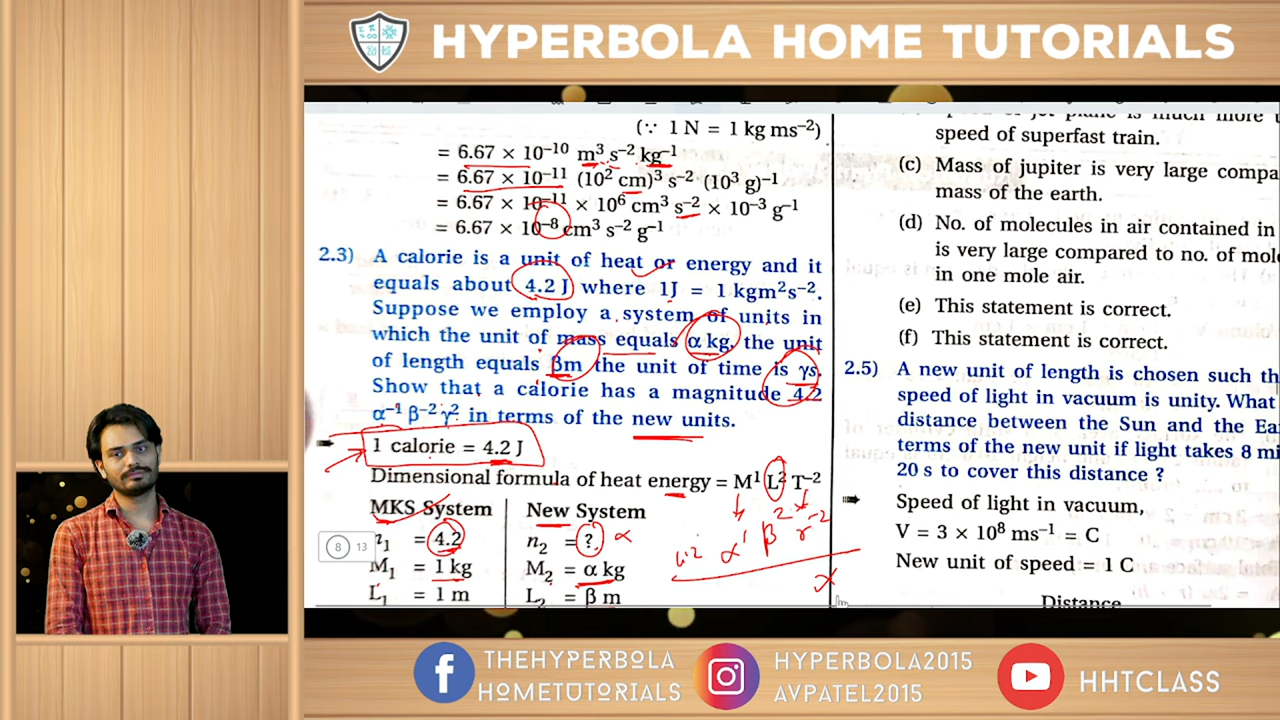 HYPERBOLA HOME TUTORIALS
(∵ 1 N = 1 kg ms⁻²)
= 6.67 × 10⁻¹⁰ m³ s⁻² kg⁻¹
= 6.67 × 10⁻¹¹ (10² cm)³ s⁻² (10³ g)⁻¹
= 6.67 × 10⁻¹¹ × 10⁶ cm³ s⁻² × 10⁻³ g⁻¹
= 6.67 × 10⁻⁸ cm³ s⁻² g⁻¹
2.3) A calorie is a unit of heat or energy and it
equals about 4.2 J where 1J = 1 kgm²s⁻².
Suppose we employ a system of units in
which the unit of mass equals α kg, the unit
of length equals βm the unit of time is γs.
Show that a calorie has a magnitude 4.2
α⁻¹ β⁻² γ² in terms of the new units.
1 calorie = 4.2 J
Dimensional formula of heat energy = M¹ L² T⁻²
MKS System
New System
n₁ = 4.2
n₂ = ? α
M₁ = 1 kg
M₂ = α kg
L₁ = 1 m
L₂ = β m
4.2 α¹ β² γ⁻²
α
8 13
speed of superfast train.
(c) Mass of jupiter is very large compa
mass of the earth.
(d) No. of molecules in air contained in
is very large compared to no. of mol
in one mole air.
(e) This statement is correct.
(f) This statement is correct.
2.5) A new unit of length is chosen such th
speed of light in vacuum is unity. What
distance between the Sun and the Ea
terms of the new unit if light takes 8 mi
20 s to cover this distance ?
Speed of light in vacuum,
V = 3 × 10⁸ ms⁻¹ = C
New unit of speed = 1 C
Distance
THEHYPERBOLA
HOMETUTORIALS
HYPERBOLA2015
AVPATEL2015
HHTCLASS